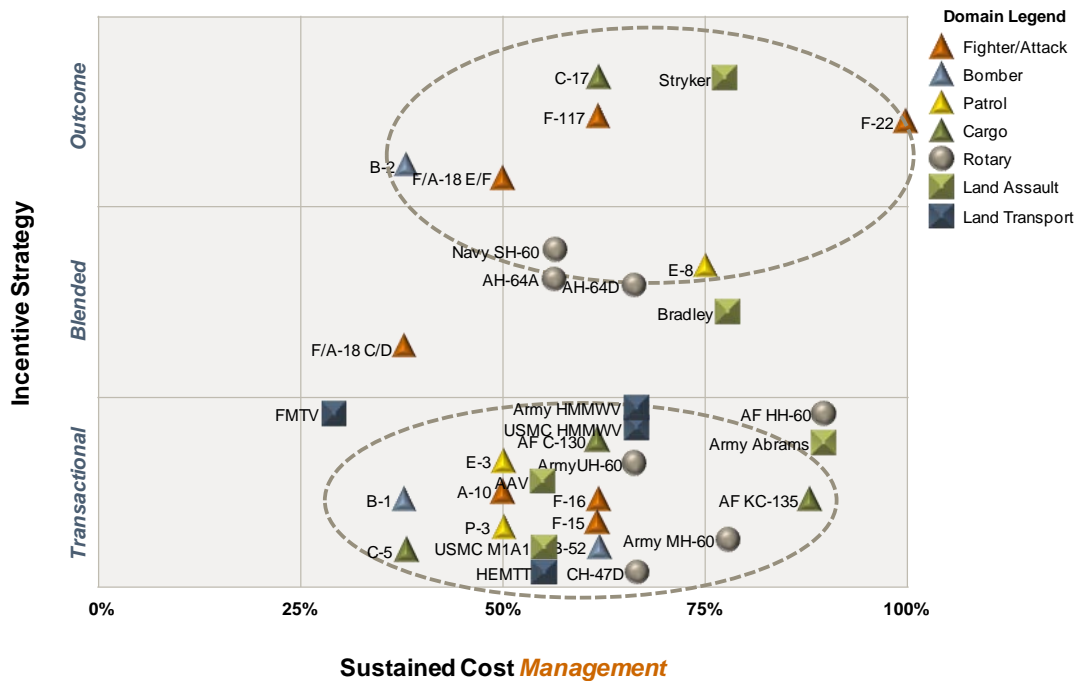 Domain Legend
Fighter/Attack
Bomber
Patrol
Cargo
Rotary
Land Assault
Land Transport
Incentive Strategy
Outcome
Blended
Transactional
C-17
Stryker
F-117
F-22
B-2
F/A-18 E/F
Navy SH-60
E-8
AH-64A
AH-64D
Bradley
F/A-18 C/D
FMTV
Army HMMWV
AF HH-60
USMC HMMWV
AF C-130
Army Abrams
E-3
ArmyUH-60
AAV
A-10
B-1
F-16
AF KC-135
F-15
P-3
Army MH-60
USMC M1A1
B-52
C-5
HEMTT
CH-47D
0%
25%
50%
75%
100%
Sustained Cost Management